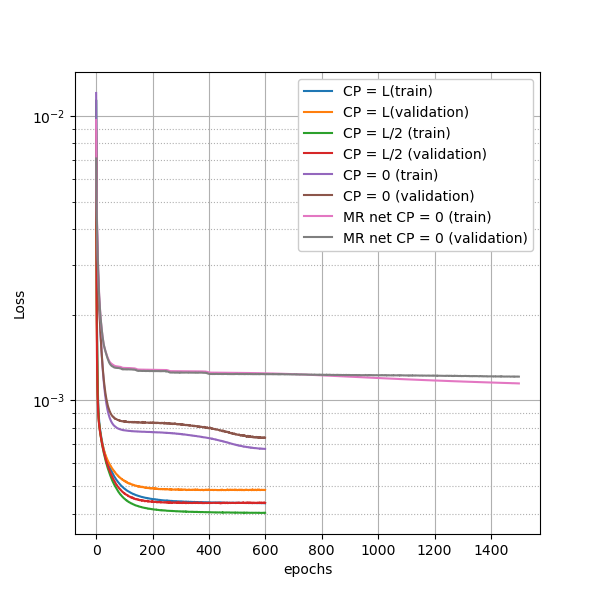 CP = L(train)
CP = L(validation)
CP = L/2 (train)
CP = L/2 (validation)
CP = 0 (train)
CP = 0 (validation)
MR net CP = 0 (train)
MR net CP = 0 (validation)
10⁻²
10⁻³
Loss
0 200 400 600 800 1000 1200 1400
epochs